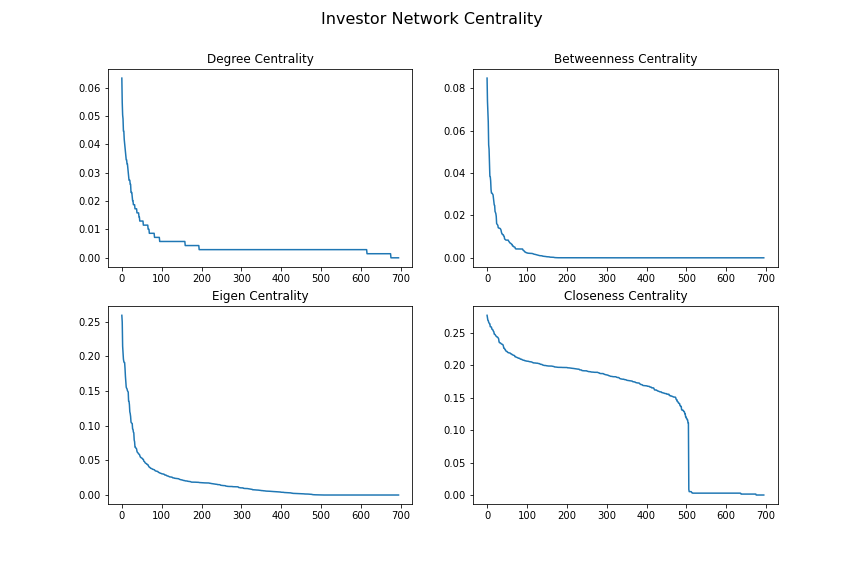 Investor Network Centrality
Degree Centrality
0.06
0.05
0.04
0.03
0.02
0.01
0.00
0 100 200 300 400 500 600 700
Betweenness Centrality
0.08
0.06
0.04
0.02
0.00
0 100 200 300 400 500 600 700
Eigen Centrality
0.25
0.20
0.15
0.10
0.05
0.00
0 100 200 300 400 500 600 700
Closeness Centrality
0.25
0.20
0.15
0.10
0.05
0.00
0 100 200 300 400 500 600 700